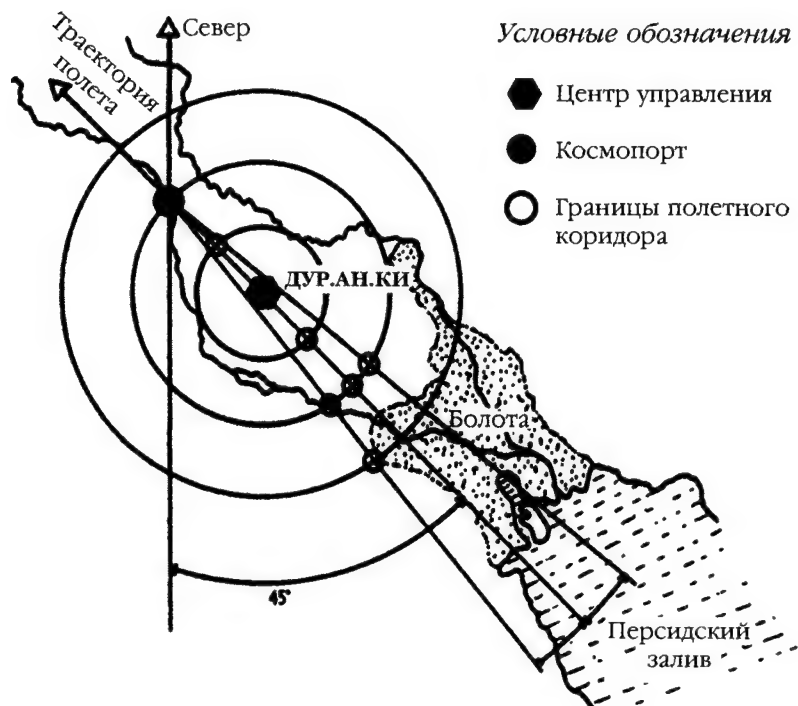 Траектория
полета
Север
Условные обозначения
Центр управления
Космопорт
Границы полетного
коридора
ДУР.АН.КИ
Болота
45°
Персидский
залив